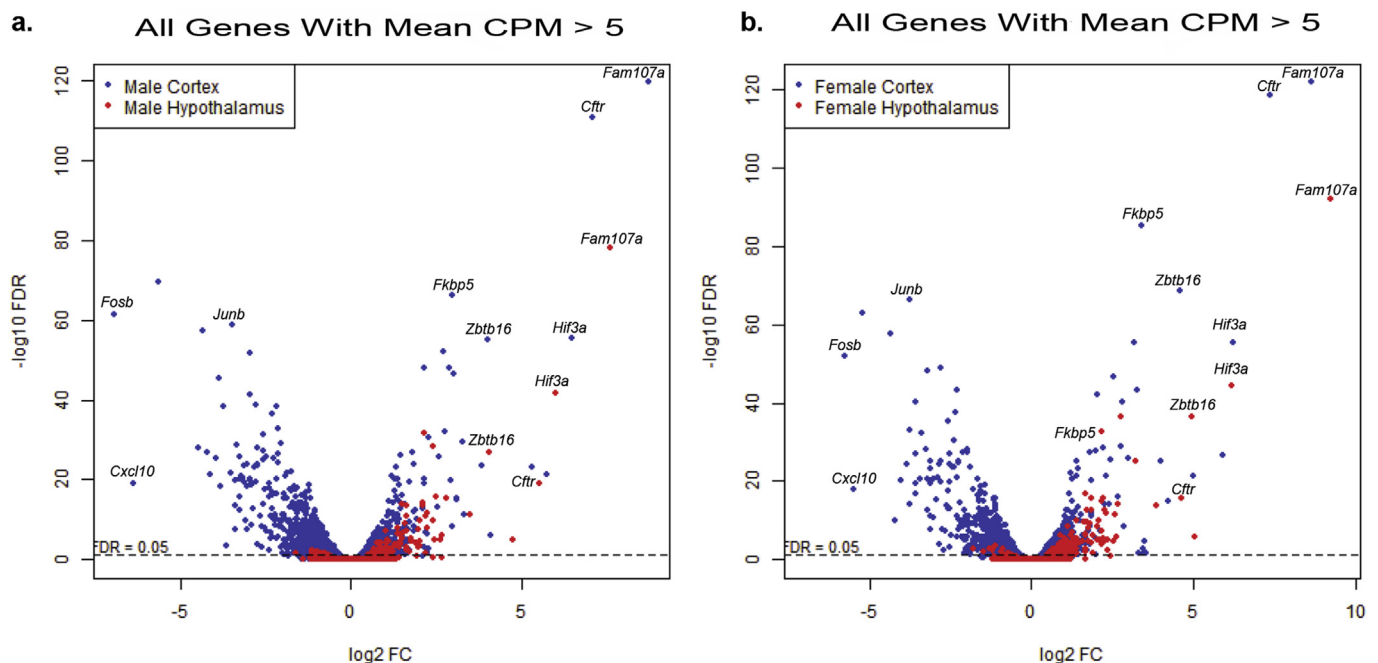 a.
All Genes With Mean CPM > 5
Male Cortex
Male Hypothalamus
Fam107a
Cftr
Fam107a
Fkbp5
Fosb
Junb
Zbtb16
Hif3a
Hif3a
Zbtb16
Cxcl10
Cftr
FDR = 0.05
120
100
80
60
40
20
0
-log10 FDR
-5
0
5
log2 FC
b.
All Genes With Mean CPM > 5
Female Cortex
Female Hypothalamus
Fam107a
Cftr
Fam107a
Fkbp5
Zbtb16
Junb
Hif3a
Fosb
Hif3a
Zbtb16
Fkbp5
Cxcl10
Cftr
FDR = 0.05
120
100
80
60
40
20
0
-log10 FDR
-5
0
5
10
log2 FC